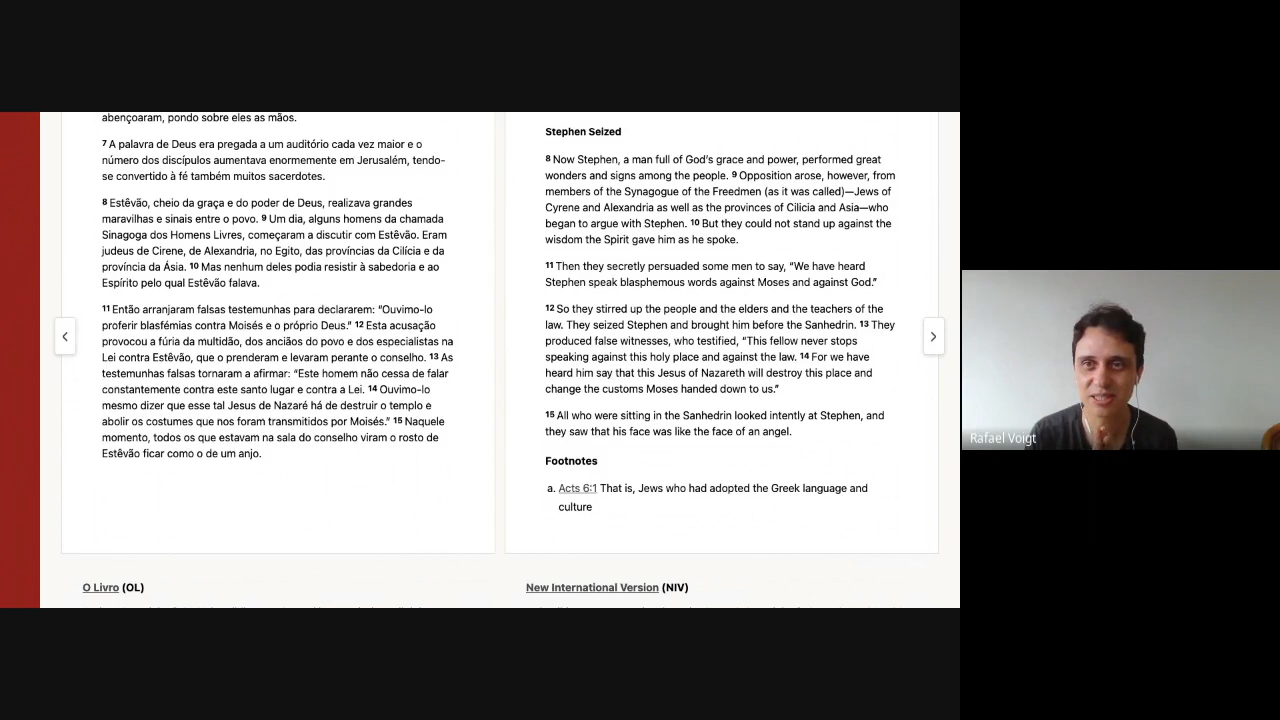 abençoaram, pondo sobre eles as mãos.
7 A palavra de Deus era pregada a um auditório cada vez maior e o
número dos discípulos aumentava enormemente em Jerusalém, tendo-
se convertido à fé também muitos sacerdotes.
8 Estêvão, cheio da graça e do poder de Deus, realizava grandes
maravilhas e sinais entre o povo. 9 Um dia, alguns homens da chamada
Sinagoga dos Homens Livres, começaram a discutir com Estêvão. Eram
judeus de Cirene, de Alexandria, no Egito, das províncias da Cilícia e da
província da Ásia. 10 Mas nenhum deles podia resistir à sabedoria e ao
Espírito pelo qual Estêvão falava.
11 Então arranjaram falsas testemunhas para declararem: “Ouvimo-lo
proferir blasfémias contra Moisés e o próprio Deus.” 12 Esta acusação
provocou a fúria da multidão, dos anciãos do povo e dos especialistas na
Lei contra Estêvão, que o prenderam e levaram perante o conselho. 13 As
testemunhas falsas tornaram a afirmar: “Este homem não cessa de falar
constantemente contra este santo lugar e contra a Lei. 14 Ouvimo-lo
mesmo dizer que esse tal Jesus de Nazaré há de destruir o templo e
abolir os costumes que nos foram transmitidos por Moisés.” 15 Naquele
momento, todos os que estavam na sala do conselho viram o rosto de
Estêvão ficar como o de um anjo.
O Livro (OL)
Stephen Seized
8 Now Stephen, a man full of God’s grace and power, performed great
wonders and signs among the people. 9 Opposition arose, however, from
members of the Synagogue of the Freedmen (as it was called)—Jews of
Cyrene and Alexandria as well as the provinces of Cilicia and Asia—who
began to argue with Stephen. 10 But they could not stand up against the
wisdom the Spirit gave him as he spoke.
11 Then they secretly persuaded some men to say, “We have heard
Stephen speak blasphemous words against Moses and against God.”
12 So they stirred up the people and the elders and the teachers of the
law. They seized Stephen and brought him before the Sanhedrin. 13 They
produced false witnesses, who testified, “This fellow never stops
speaking against this holy place and against the law. 14 For we have
heard him say that this Jesus of Nazareth will destroy this place and
change the customs Moses handed down to us.”
15 All who were sitting in the Sanhedrin looked intently at Stephen, and
they saw that his face was like the face of an angel.
Footnotes
a. Acts 6:1 That is, Jews who had adopted the Greek language and
culture
New International Version (NIV)
Rafael Voigt